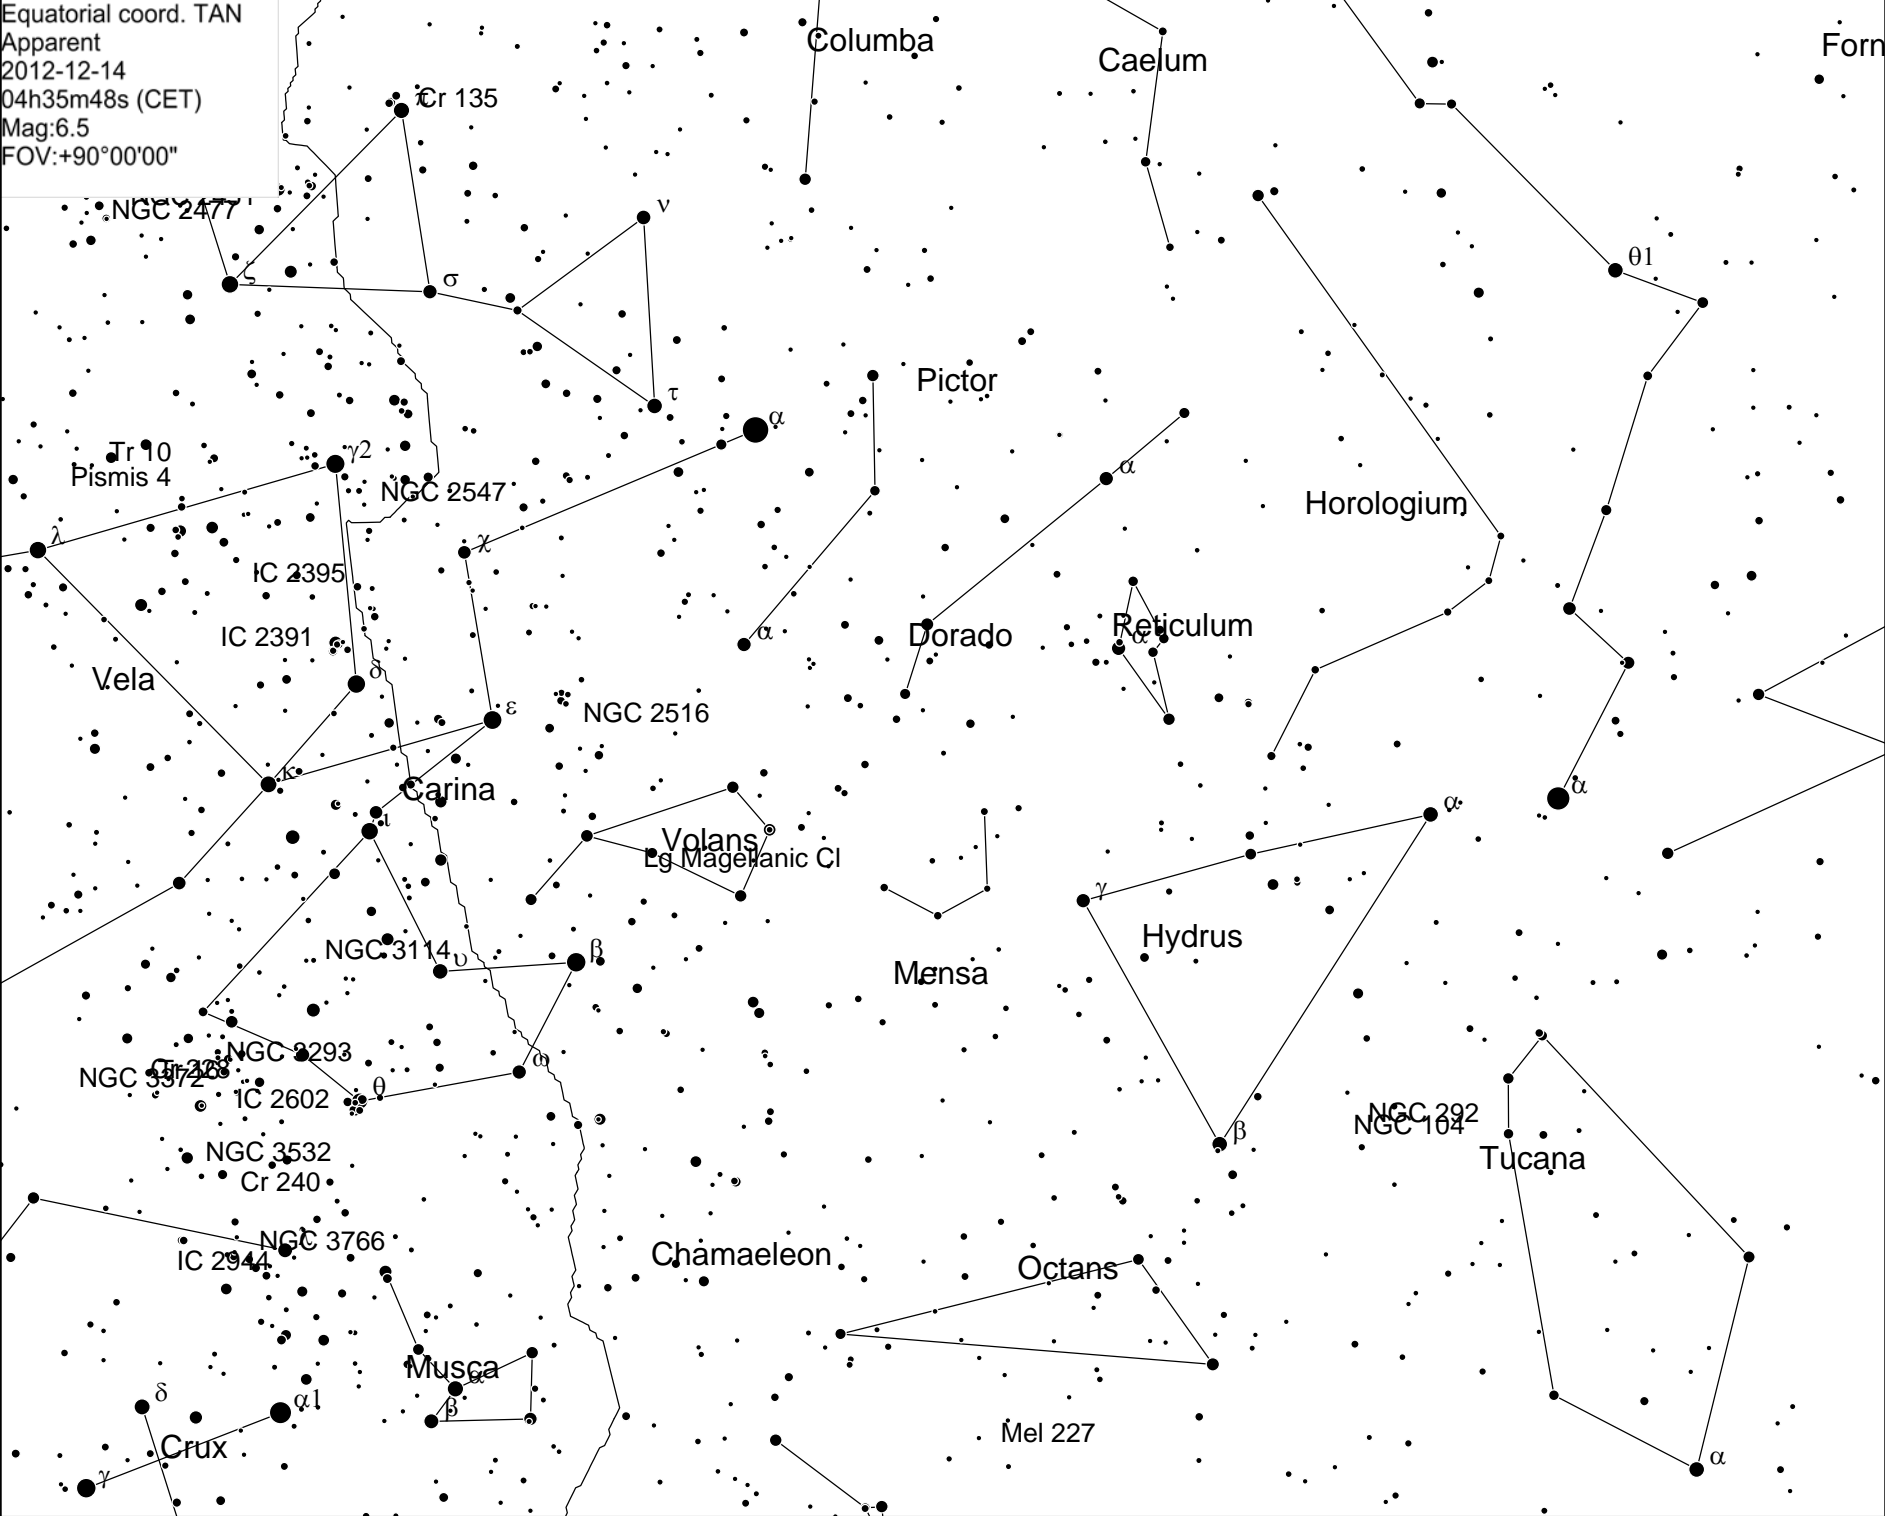 Equatorial coord. TAN
Apparent
2012-12-14
04h35m48s (CET)
Mag:6.5
FOV:+90°00'00"
Columba
Caelum
Forn
π
Cr 135
NGC 2477
ν
ζ
σ
θ1
τ
Pictor
α
Tr 10
γ2
Pismis 4
α
NGC 2547
Horologium
λ
χ
IC 2395
IC 2391
α
Dorado
Reticulum
α
Vela
δ
ε
NGC 2516
κ
Carina
α
α
ι
Volans
Lg Magellanic Cl
γ
Hydrus
NGC 3114
υ
β
Mensa
NGC 3293
ω
NGC 3372
θ
IC 2602
NGC 292
NGC 104
β
NGC 3532
Tucana
Cr 240
λ
NGC 3766
IC 2944
Chamaeleon
Octans
Musca
α
δ
α1
β
Crux
Mel 227
γ
α